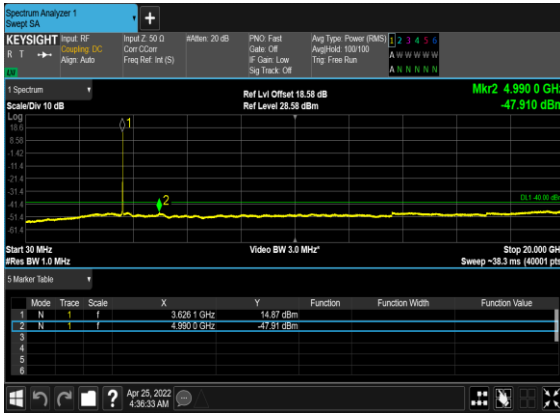 Spectrum Analyzer 1
Swept SA
+
KEYSIGHT Input: RF Input Z: 50 Ω #Atten: 20 dB PNO: Fast Avg Type: Power (RMS) 1 2 3 4 5 6
R T Coupling: DC Corr CCorr Gate: Off Avg|Hold: 100/100 A W W W W W
Align: Auto Freq Ref: Int (S) IF Gain: Low Trig: Free Run
Sig Track: Off A N N N N N
1 Spectrum Ref Lvl Offset 18.58 dB Mkr2 4.990 0 GHz
Scale/Div 10 dB Ref Level 28.58 dBm -47.910 dBm
Log
18.6
8.58
-1.42
-11.4
-21.4
-31.4
-41.4
-51.4
-61.4
1
2
DL1 -40.00 dBm
Start 30 MHz Video BW 3.0 MHz* Stop 20.000 GH
#Res BW 1.0 MHz Sweep ~38.3 ms (40001 pts
5 Marker Table
Mode Trace Scale X Y Function Function Width Function Value
1 N 1 f 3.626 1 GHz 14.87 dBm
2 N 1 f 4.990 0 GHz -47.91 dBm
3
4
5
6
? Apr 25, 2022
4:36:33 AM